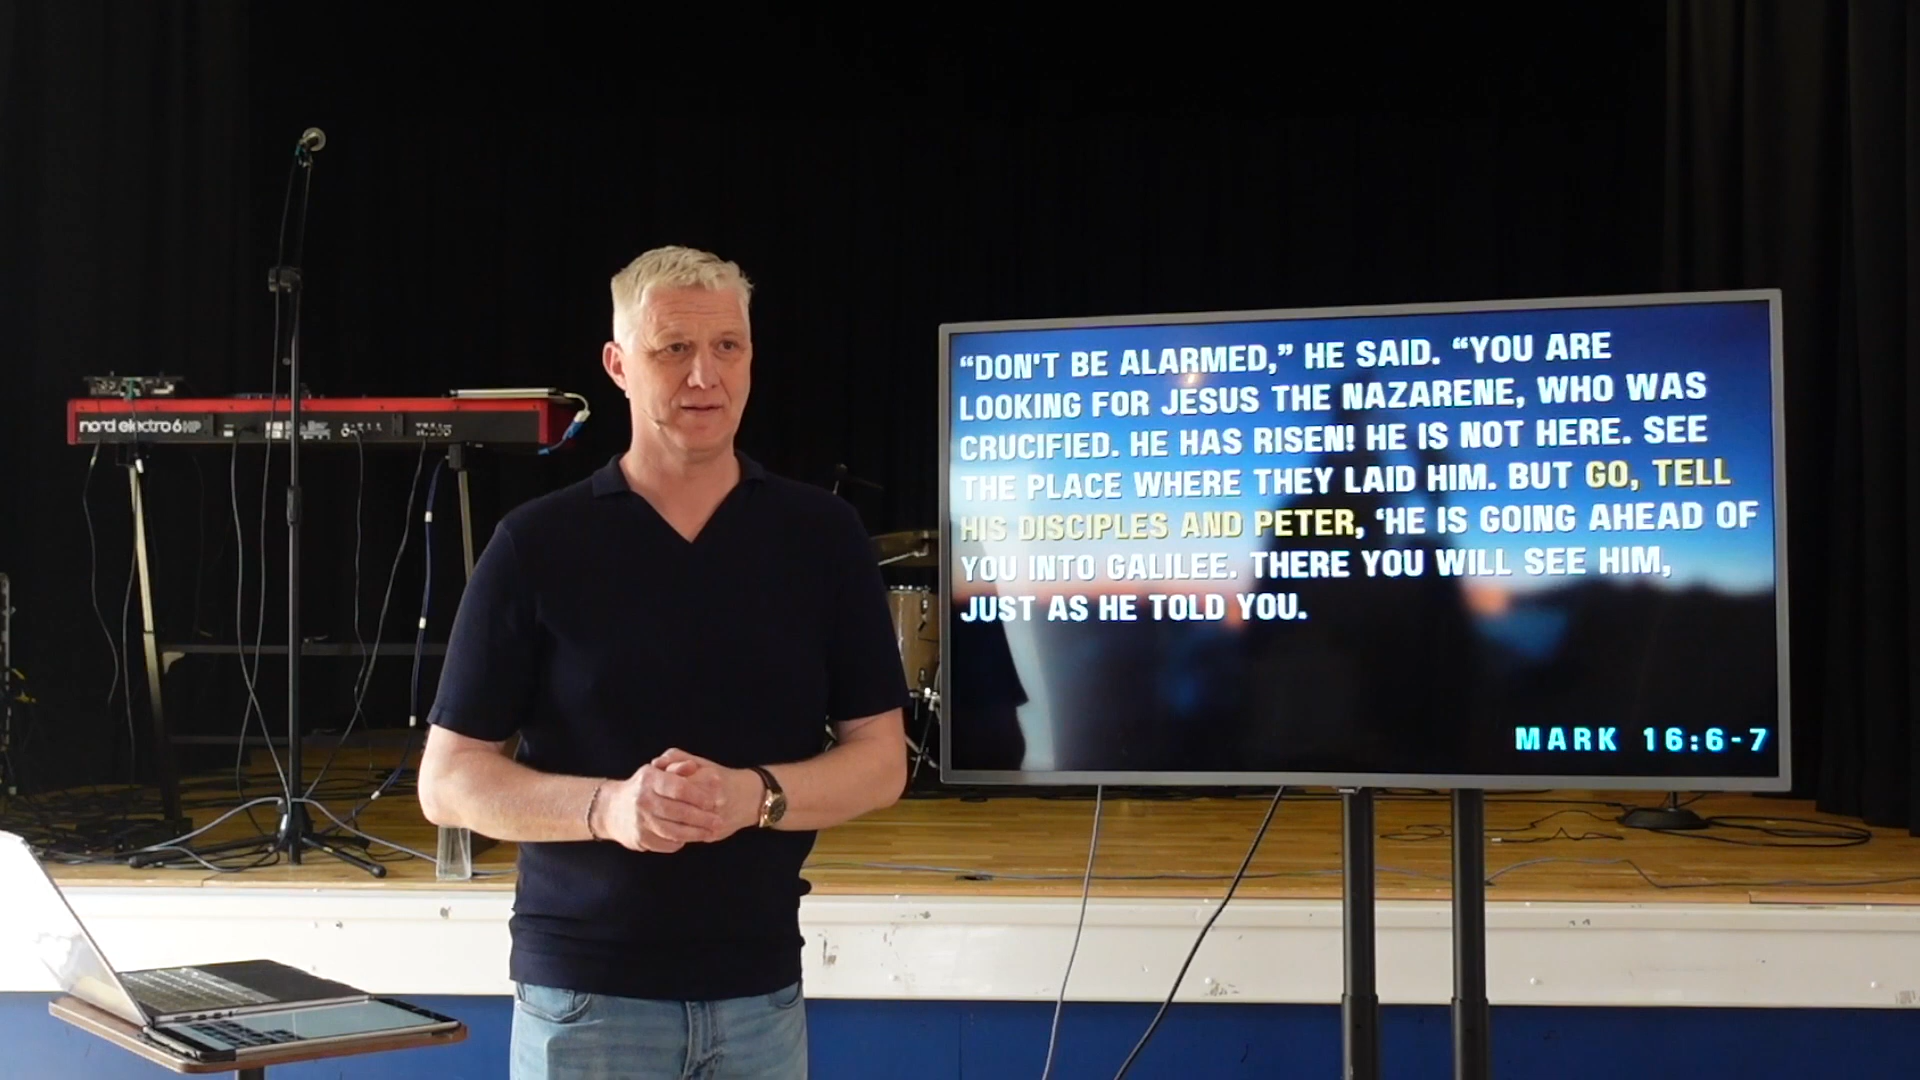 nord electro 6 HP
“DON'T BE ALARMED,” HE SAID. “YOU ARE
LOOKING FOR JESUS THE NAZARENE, WHO WAS
CRUCIFIED. HE HAS RISEN! HE IS NOT HERE. SEE
THE PLACE WHERE THEY LAID HIM. BUT GO, TELL
HIS DISCIPLES AND PETER, ‘HE IS GOING AHEAD OF
YOU INTO GALILEE. THERE YOU WILL SEE HIM,
JUST AS HE TOLD YOU.
MARK 16:6-7